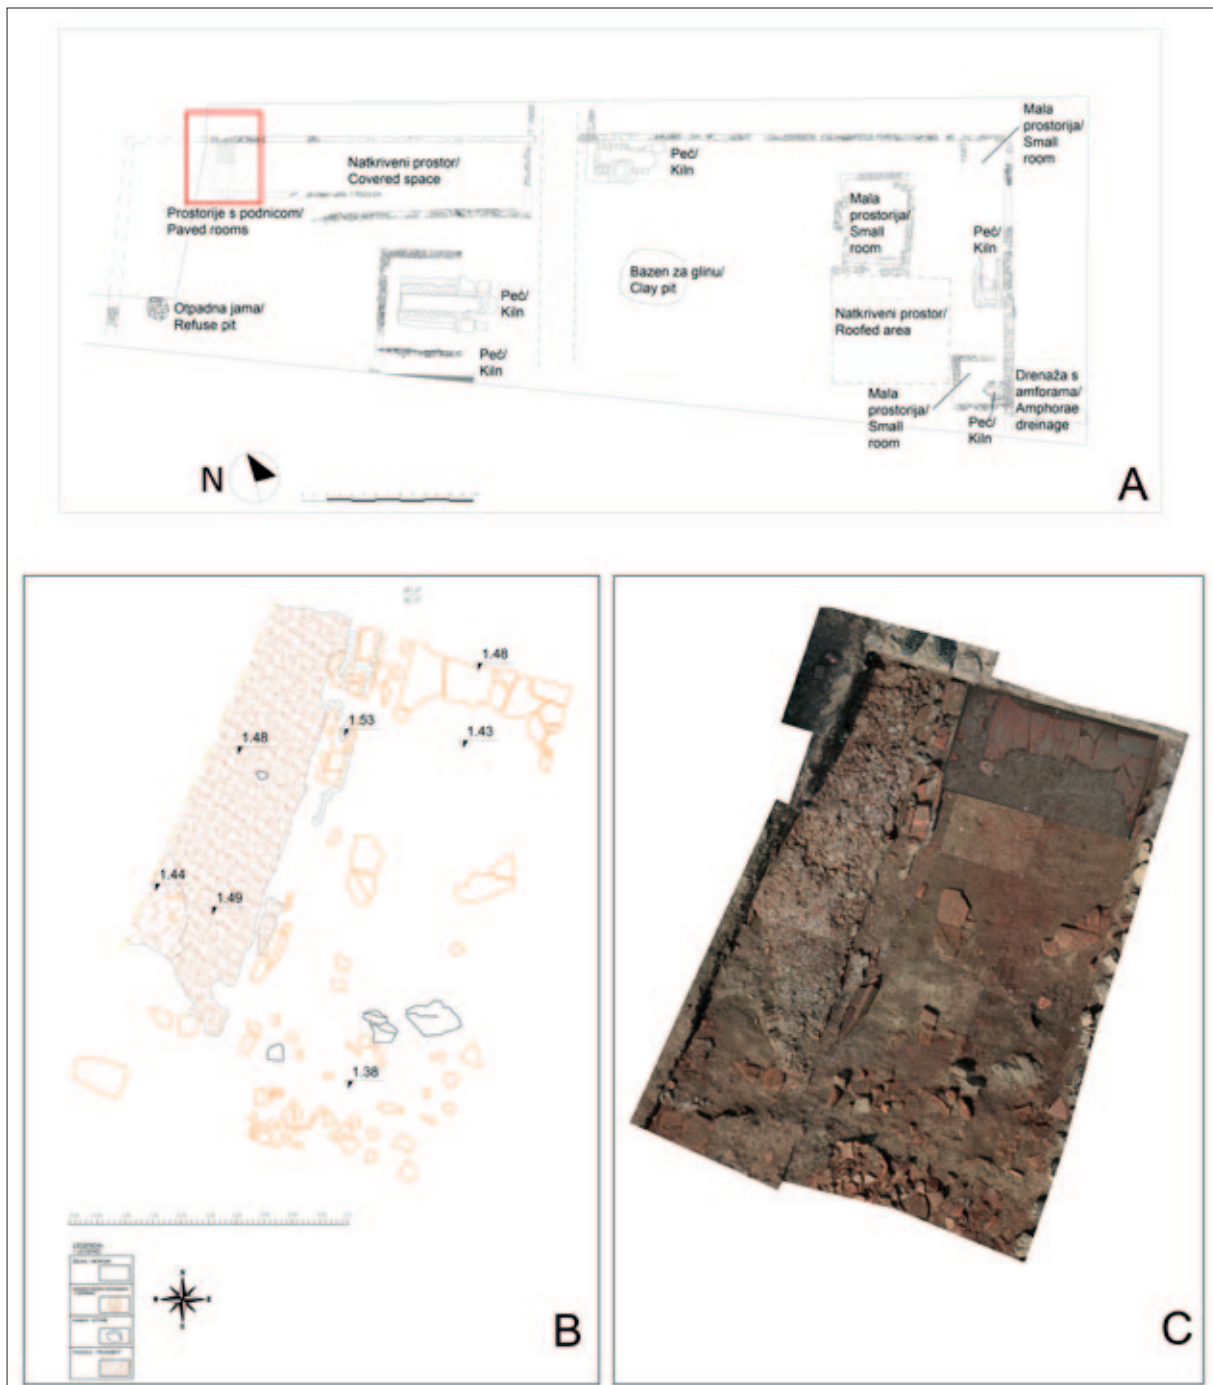 Mala
prostorija/
Small
room
Natkriveni prostor/
Covered space
Peć/
Kiln
Prostorije s podnicom/
Paved rooms
Mala
prostorija/
Small
room
Peć/
Kiln
Bazen za glinu/
Clay pit
Otpadna jama/
Refuse pit
Peć/
Kiln
Natkriveni prostor/
Roofed area
Peć/
Kiln
Mala
prostorija/
Small
room
Peć/
Kiln
Drenaža s
amforama/
Amphorae
dreinage
N
A
1.48
1.53
1.43
1.48
1.44
1.49
1.38
B
C